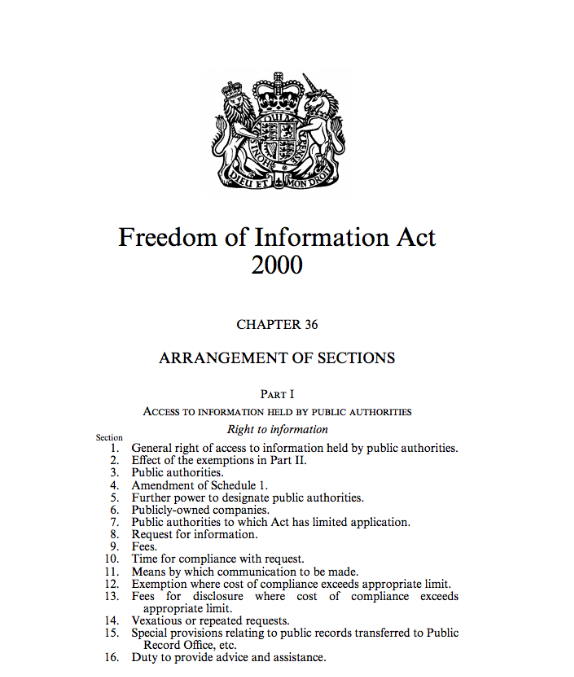 QUI M
Y PENSE
HONI SOIT
DIEU ET MON DROIT
Freedom of Information Act
2000
CHAPTER 36
ARRANGEMENT OF SECTIONS
PART I
ACCESS TO INFORMATION HELD BY PUBLIC AUTHORITIES
Right to information
Section
1. General right of access to information held by public authorities.
2. Effect of the exemptions in Part II.
3. Public authorities.
4. Amendment of Schedule 1.
5. Further power to designate public authorities.
6. Publicly-owned companies.
7. Public authorities to which Act has limited application.
8. Request for information.
9. Fees.
10. Time for compliance with request.
11. Means by which communication to be made.
12. Exemption where cost of compliance exceeds appropriate limit.
13. Fees for disclosure where cost of compliance exceeds
appropriate limit.
14. Vexatious or repeated requests.
15. Special provisions relating to public records transferred to Public
Record Office, etc.
16. Duty to provide advice and assistance.